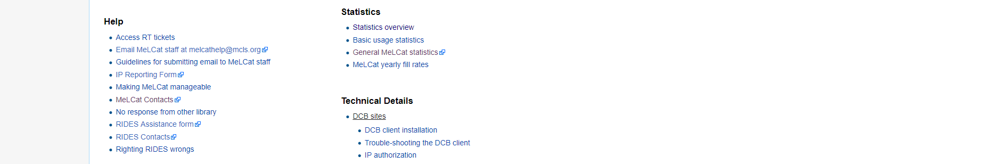 Help
Access RT tickets
Email MeLCat staff at melcathelp@mcls.org
Guidelines for submitting email to MeLCat staff
IP Reporting Form
Making MeLCat manageable
MeLCat Contacts
No response from other library
RIDES Assistance form
RIDES Contacts
Righting RIDES wrongs
Statistics
Statistics overview
Basic usage statistics
General MeLCat statistics
MeLCat yearly fill rates
Technical Details
DCB sites
DCB client installation
Trouble-shooting the DCB client
IP authorization